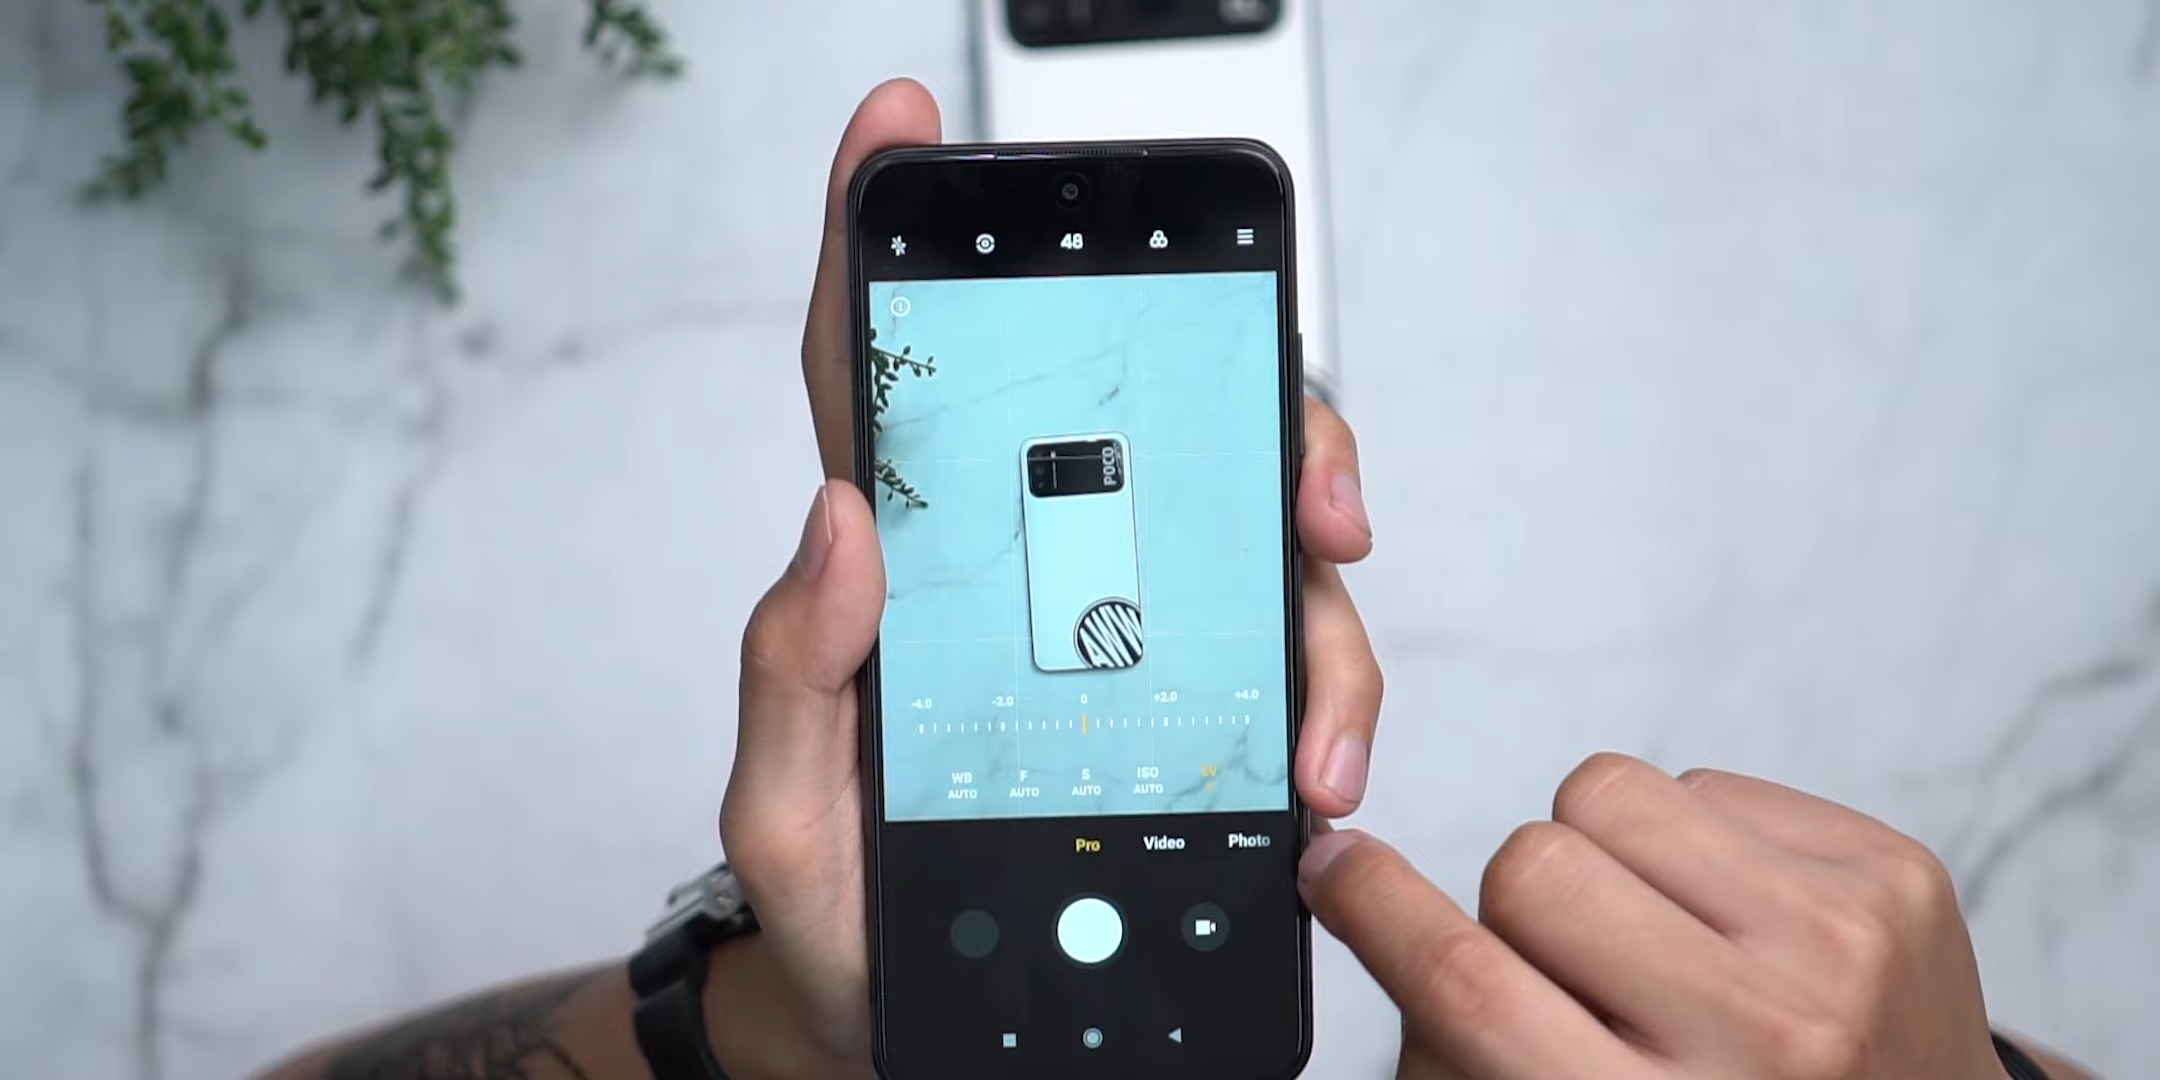 48
POCO
AWW
-4.0 -2.0 0 +2.0 +4.0
WB F S ISO EV
AUTO AUTO AUTO AUTO
Pro Video Photo